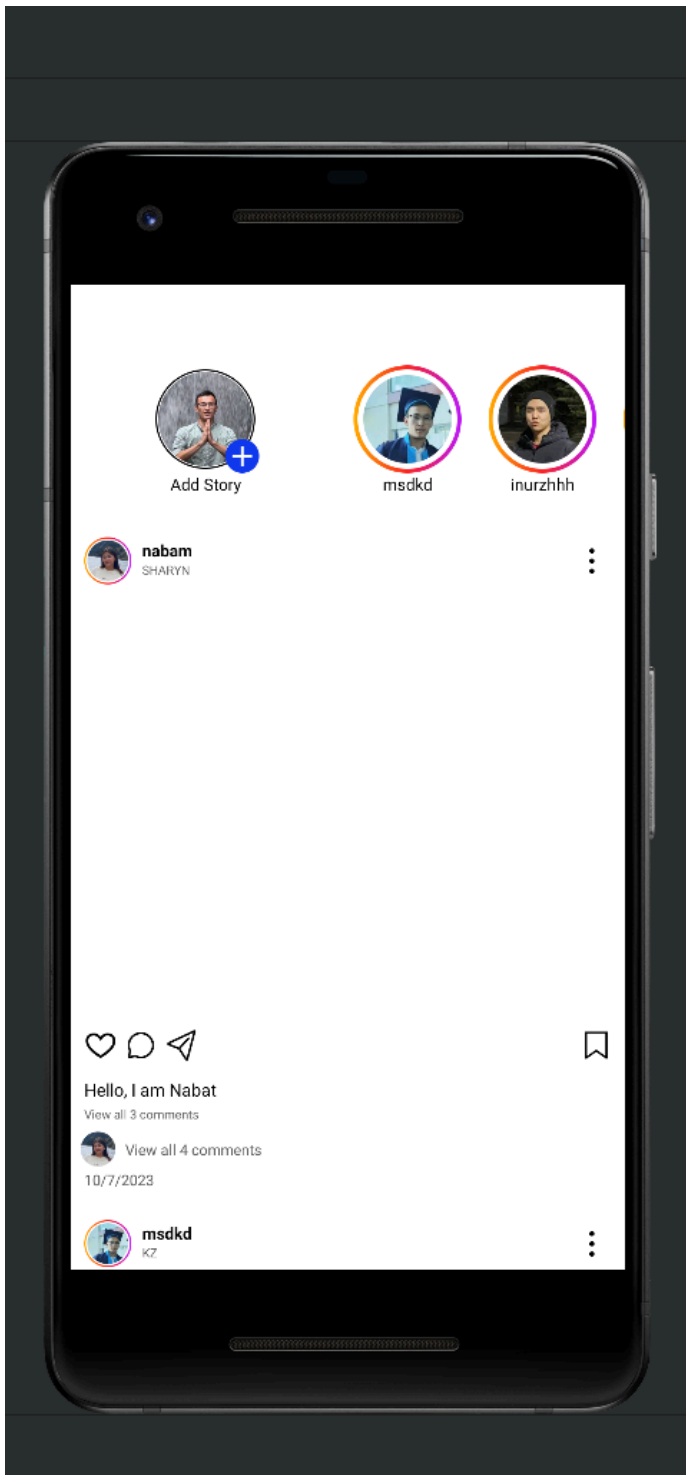 Add Story
msdkd
inurzhhh
nabam
SHARYN
Hello, I am Nabat
View all 3 comments
View all 4 comments
10/7/2023
msdkd
KZ